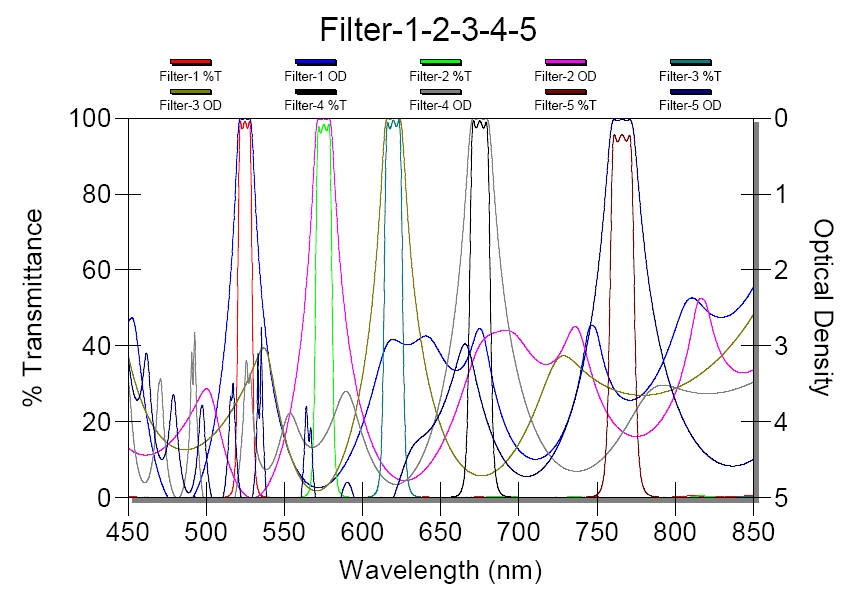 Filter-1-2-3-4-5
Filter-1 %T Filter-1 OD Filter-2 %T Filter-2 OD Filter-3 %T
Filter-3 OD Filter-4 %T Filter-4 OD Filter-5 %T Filter-5 OD
100 0
80 1
60 2
40 3
20 4
0 5
% Transmittance
Optical Density
450 500 550 600 650 700 750 800 850
Wavelength (nm)